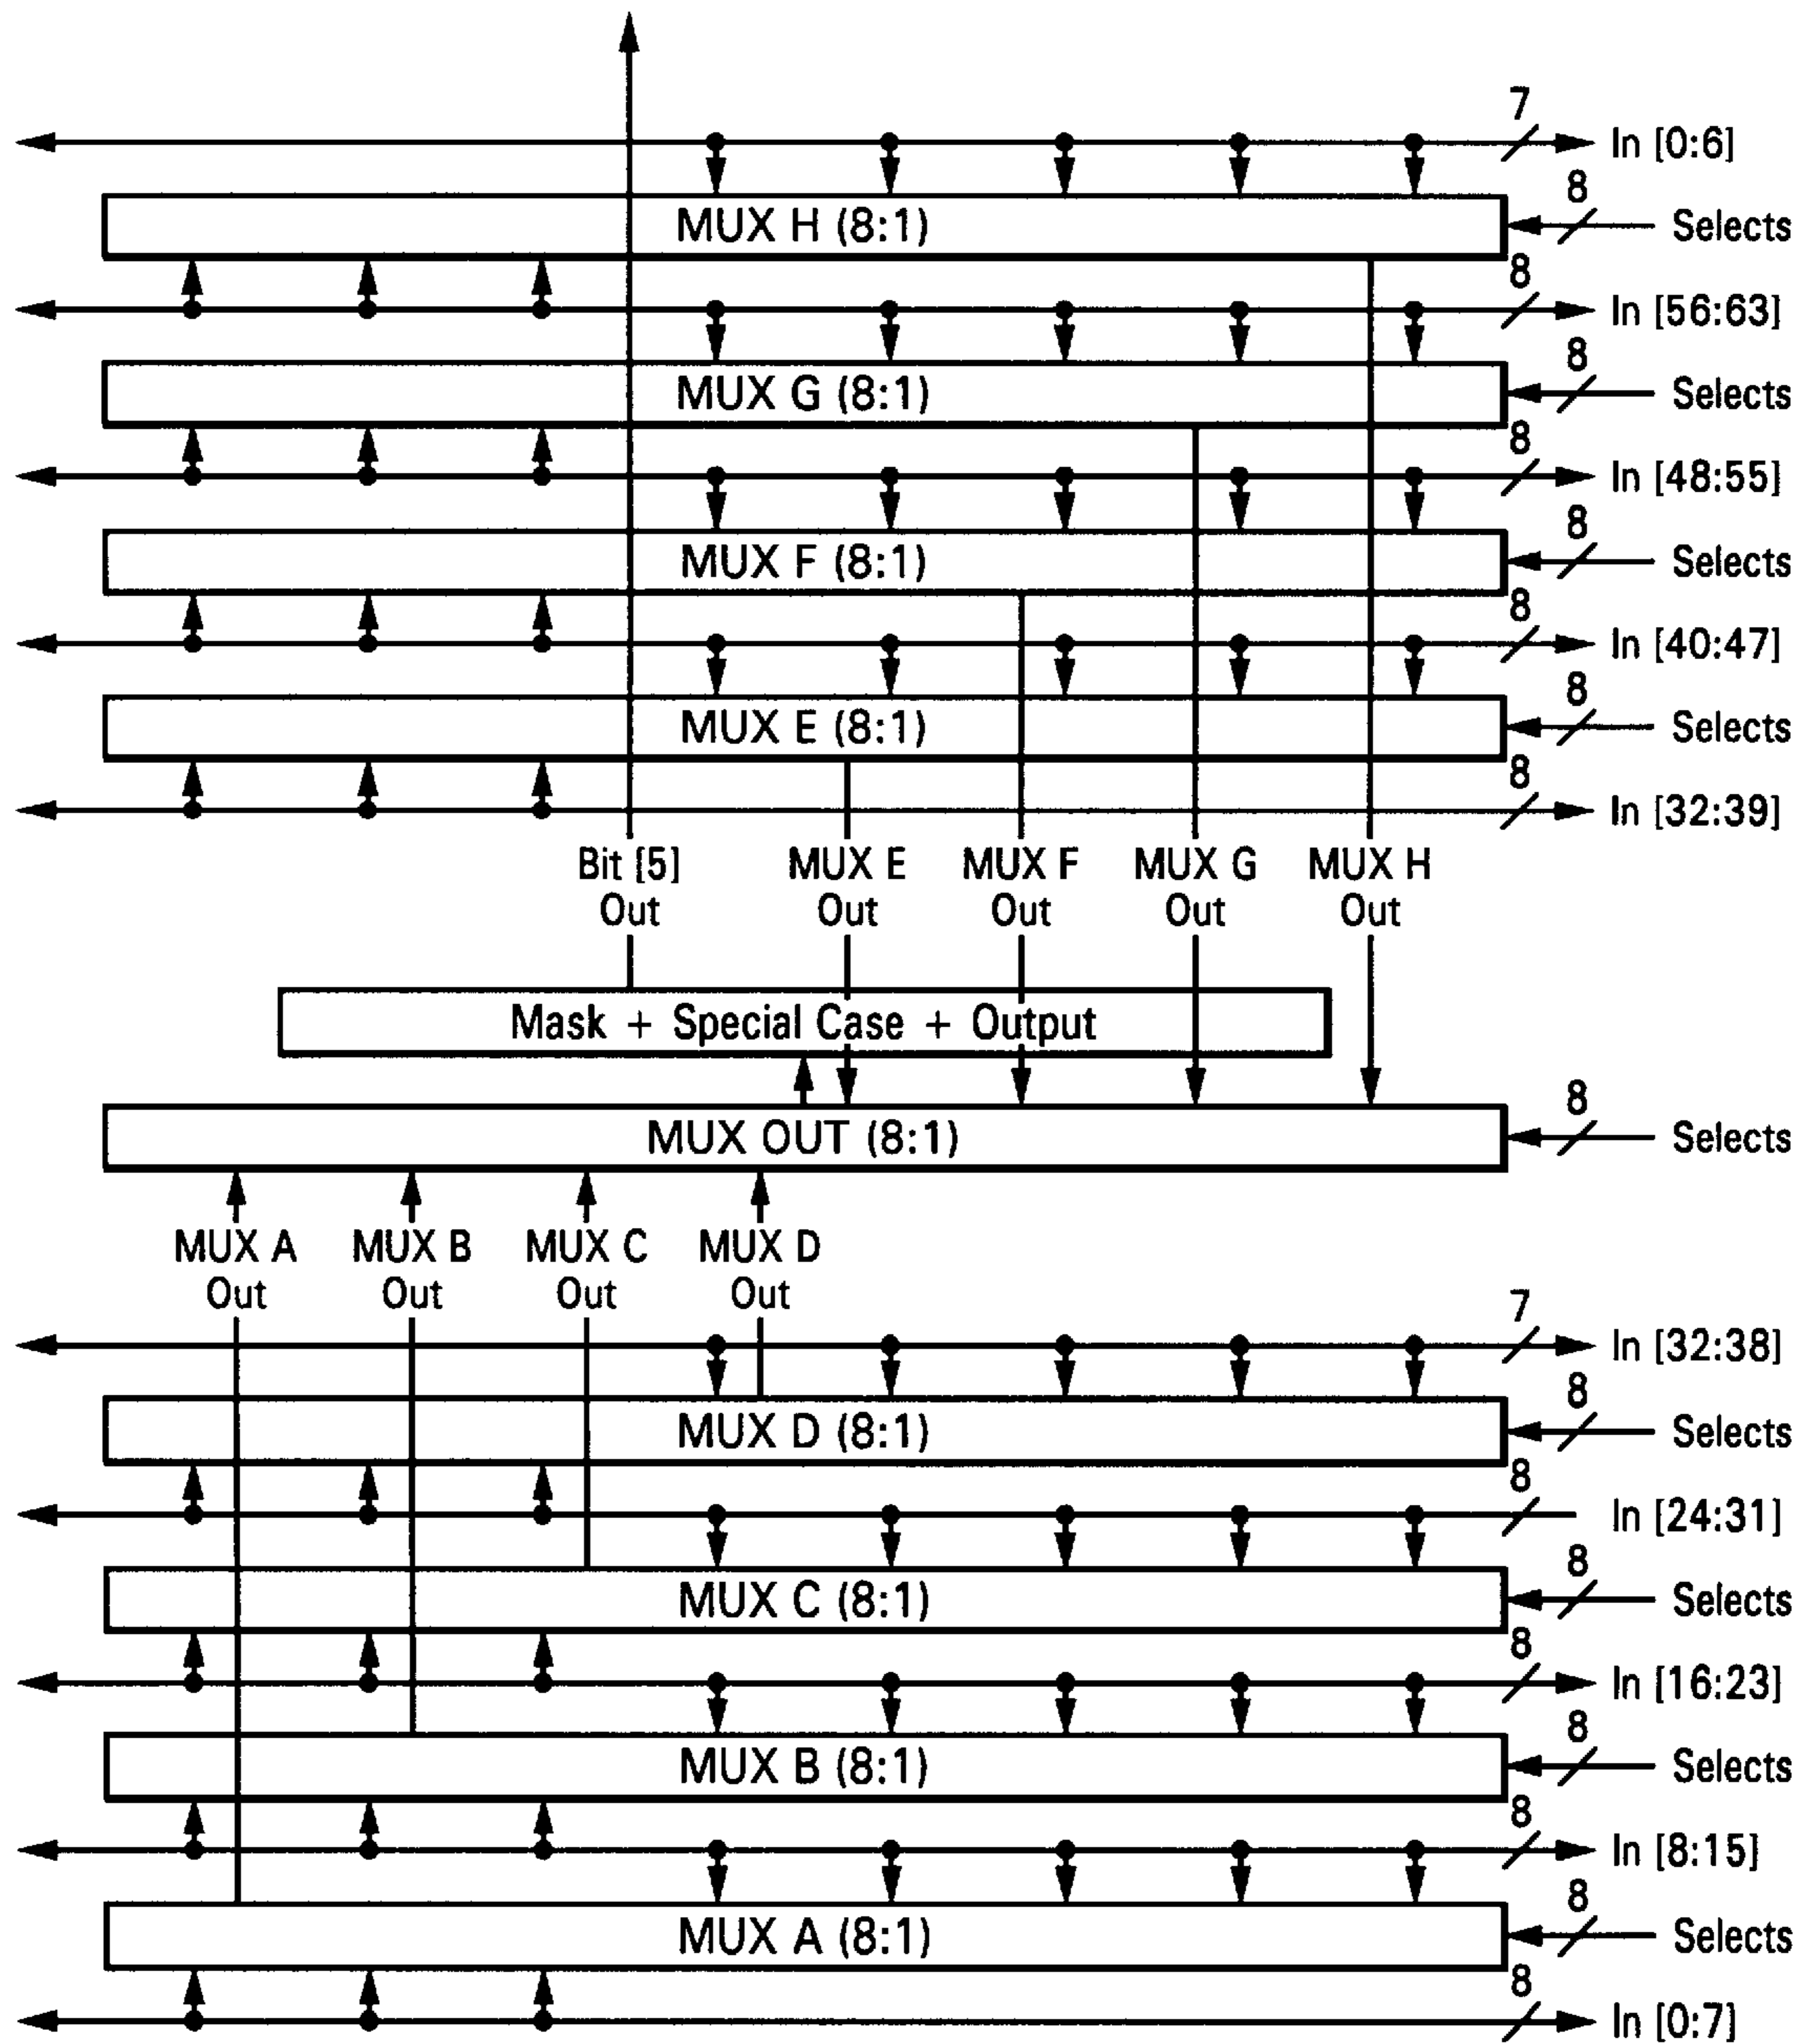 7
In [0:6]
8
MUX H (8:1)
Selects
8
In [56:63]
8
MUX G (8:1)
Selects
8
In [48:55]
8
MUX F (8:1)
Selects
8
In [40:47]
8
MUX E (8:1)
Selects
8
In [32:39]
Bit [5]
Out
MUX E
Out
MUX F
Out
MUX G
Out
MUX H
Out
Mask + Special Case + Output
8
MUX OUT (8:1)
Selects
MUX A
Out
MUX B
Out
MUX C
Out
MUX D
Out
7
In [32:38]
8
MUX D (8:1)
Selects
8
In [24:31]
8
MUX C (8:1)
Selects
8
In [16:23]
8
MUX B (8:1)
Selects
8
In [8:15]
8
MUX A (8:1)
Selects
8
In [0:7]